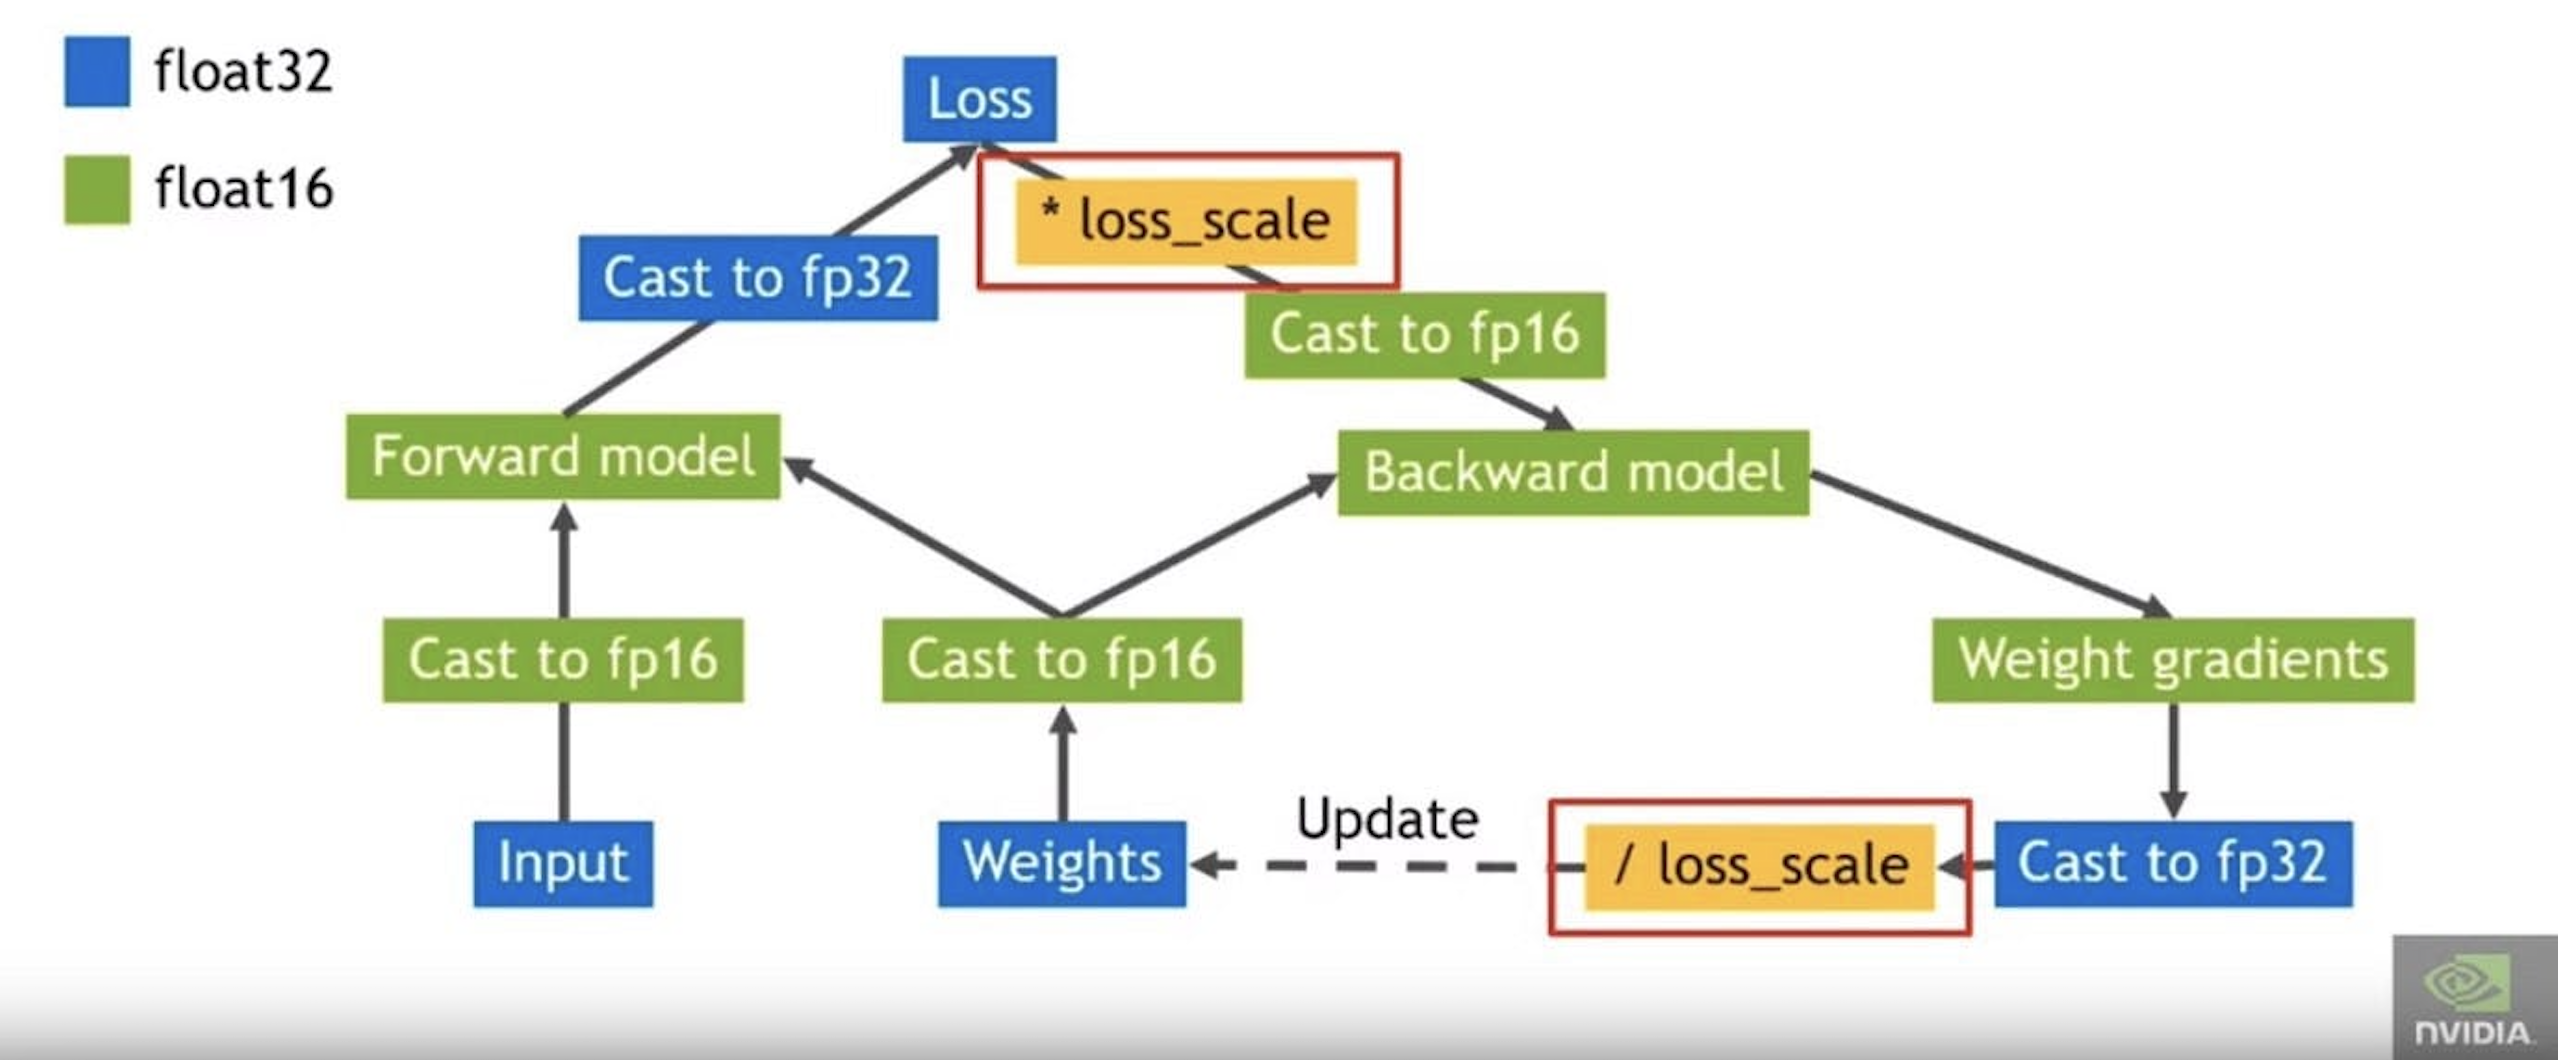 float32
float16
Loss
* loss_scale
Cast to fp32
Cast to fp16
Forward model
Backward model
Cast to fp16
Cast to fp16
Weight gradients
Input
Weights
Update
/ loss_scale
Cast to fp32
NVIDIA.